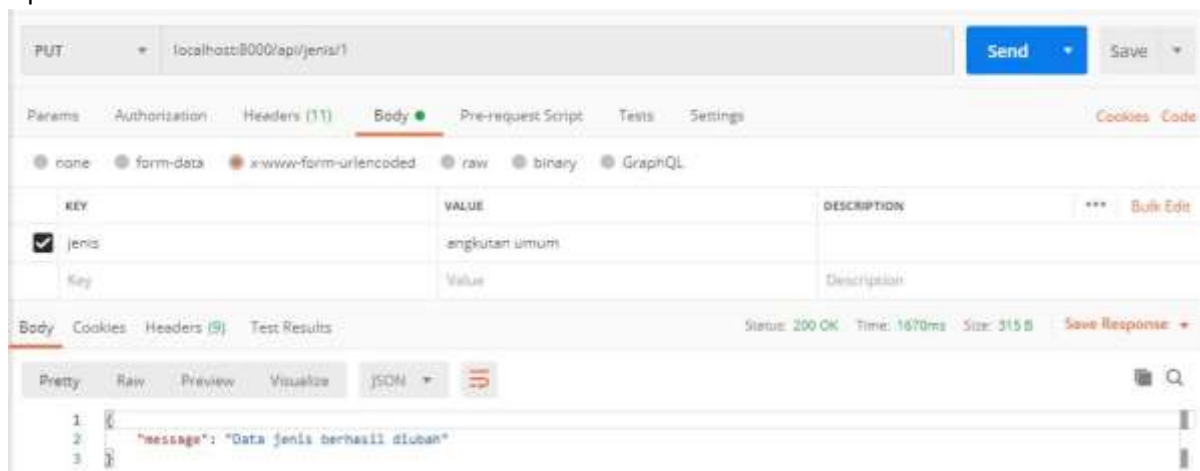 PUT localhost:8000/api/jenis/1 Send Save
Params Authorization Headers (11) Body Pre-request Script Tests Settings Cookies Code
none form-data x-www-form-urlencoded raw binary GraphQL
KEY VALUE DESCRIPTION ••• Bulk Edit
jenis angkutan umum
Key Value Description
Body Cookies Headers (9) Test Results Status: 200 OK Time: 1670ms Size: 315 B Save Response
Pretty Raw Preview Visualize JSON
1 {
2 "message": "Data jenis berhasil diubah"
3 }